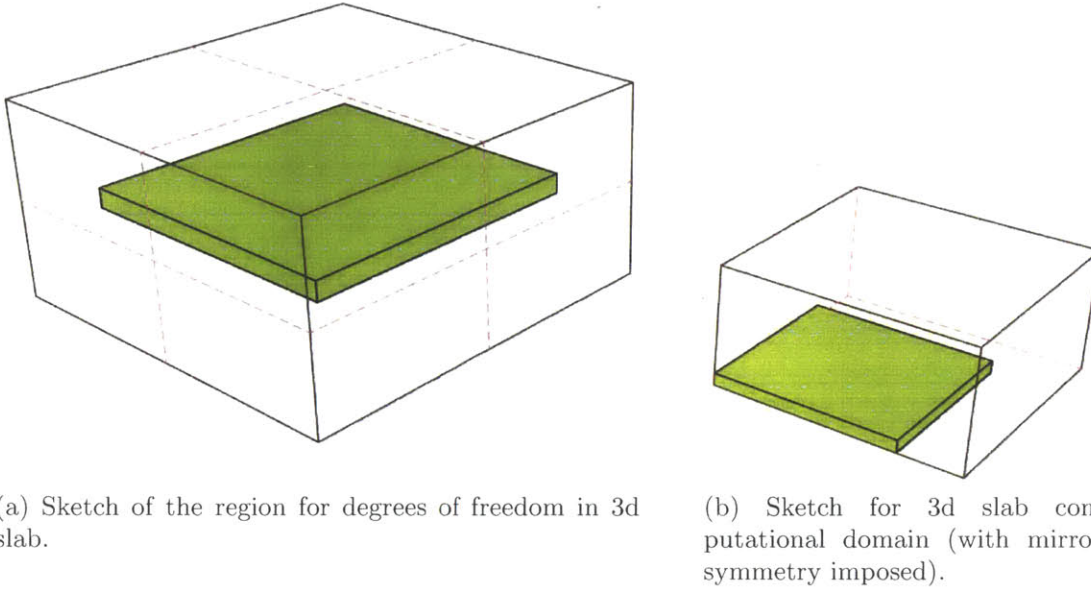 (a) Sketch of the region for degrees of freedom in 3d
slab.
(b) Sketch for 3d slab com
putational domain (with mirro
symmetry imposed).